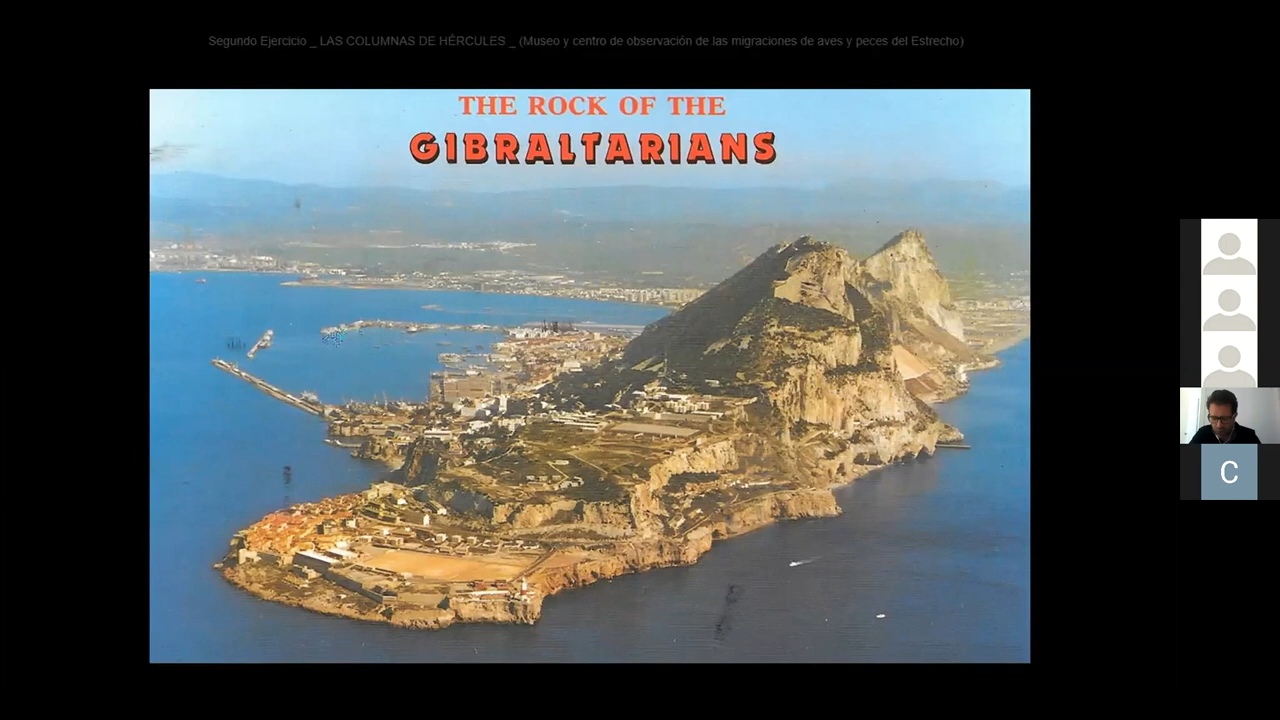 Segundo Ejercicio _ LAS COLUMNAS DE HÉRCULES _ (Museo y centro de observación de las migraciones de aves y peces del Estrecho)
THE ROCK OF THE
GIBRALTARIANS
C